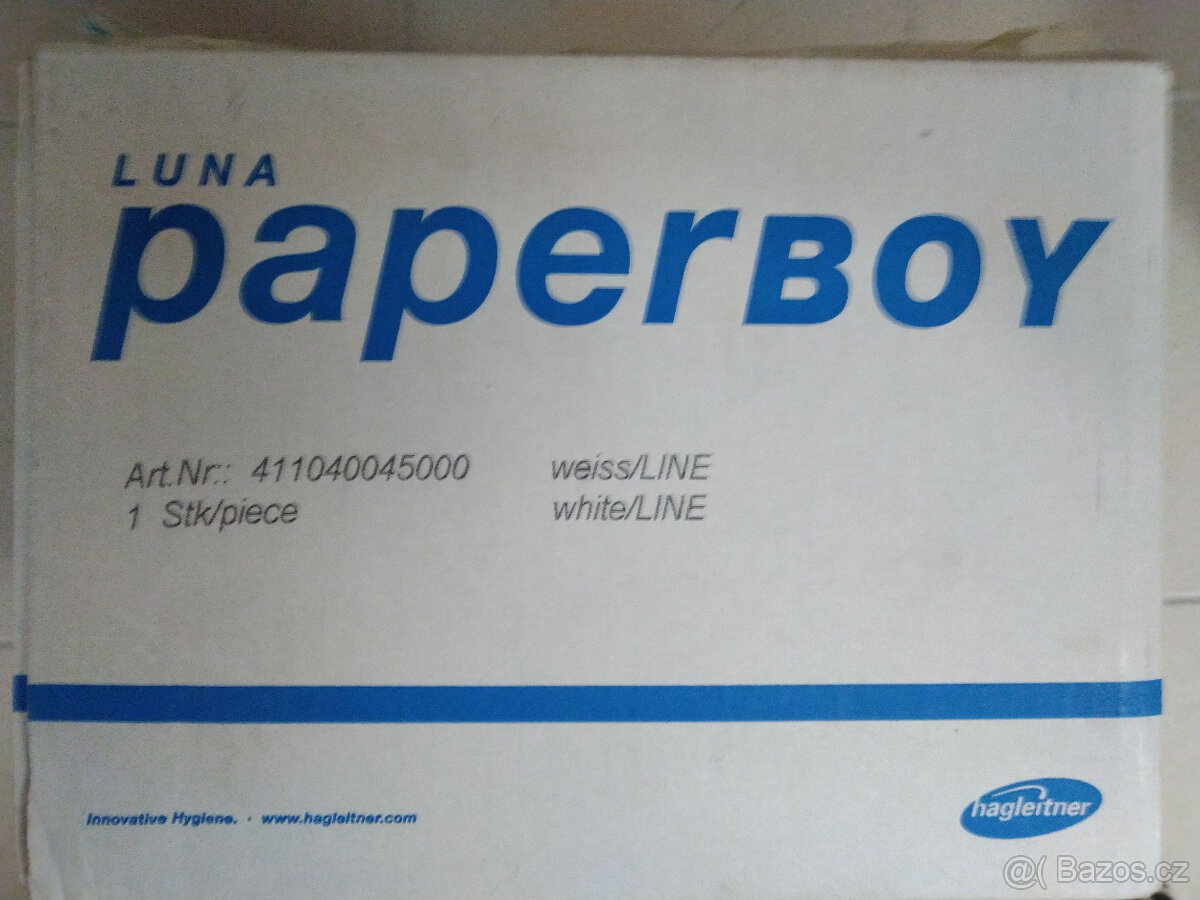 LUNA
paperBOY
Art.Nr.: 411040045000 weiss/LINE
1 Stk/piece white/LINE
Innovative Hygiene. · www.hagleitner.com
hagleitner
@( Bazos.cz